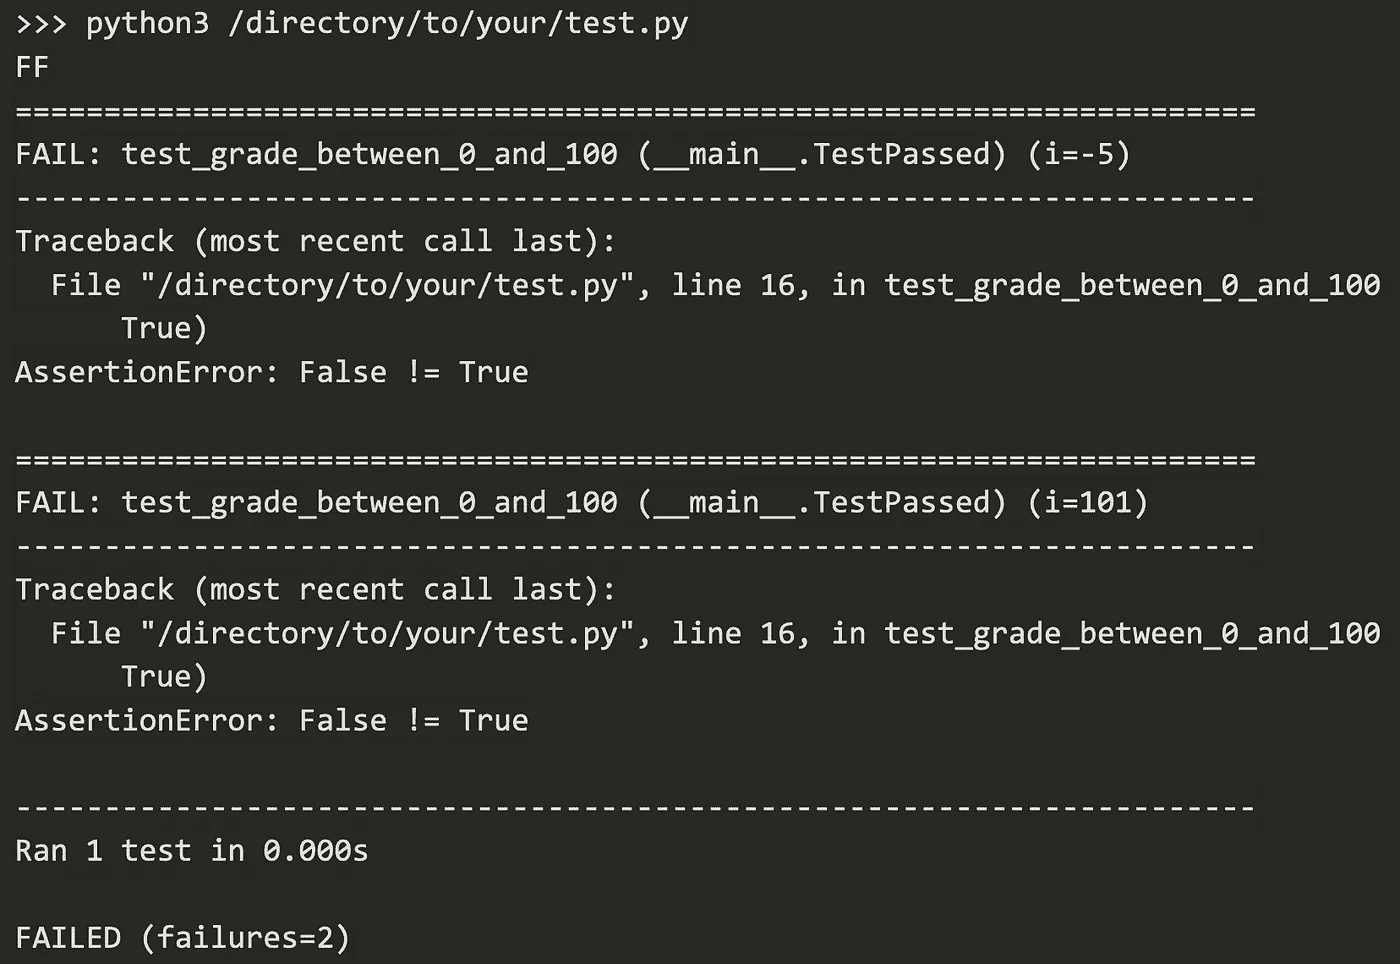 >>> python3 /directory/to/your/test.py
FF
======================================================================
FAIL: test_grade_between_0_and_100 (__main__.TestPassed) (i=-5)
----------------------------------------------------------------------
Traceback (most recent call last):
  File "/directory/to/your/test.py", line 16, in test_grade_between_0_and_100
      True)
AssertionError: False != True

======================================================================
FAIL: test_grade_between_0_and_100 (__main__.TestPassed) (i=101)
----------------------------------------------------------------------
Traceback (most recent call last):
  File "/directory/to/your/test.py", line 16, in test_grade_between_0_and_100
      True)
AssertionError: False != True

----------------------------------------------------------------------
Ran 1 test in 0.000s

FAILED (failures=2)